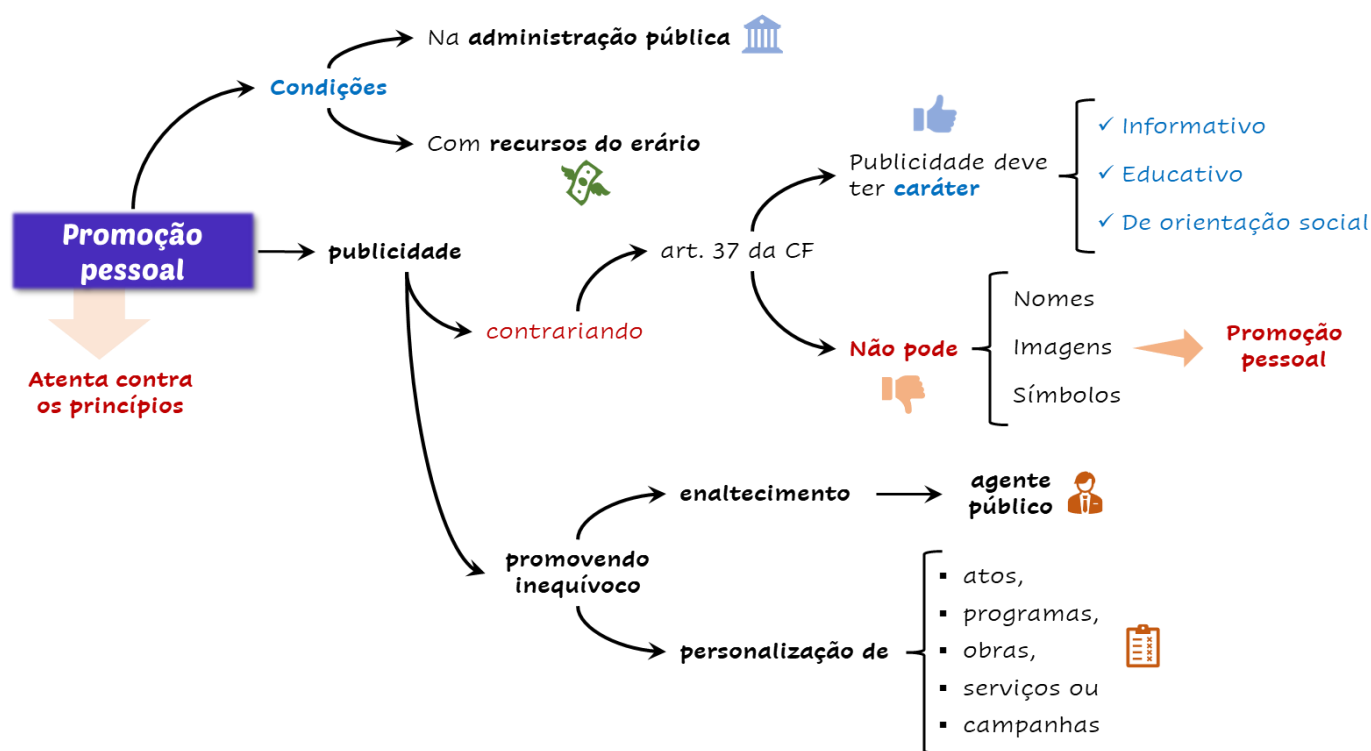 Promoção
pessoal
Atenta contra
os princípios
Condições
Na administração pública
Com recursos do erário
publicidade
contrariando
art. 37 da CF
Publicidade deve
ter caráter
✓ Informativo
✓ Educativo
✓ De orientação social
Não pode
Nomes
Imagens
Símbolos
Promoção
pessoal
promovendo
inequívoco
enaltecimento
agente
público
personalização de
▪ atos,
▪ programas,
▪ obras,
▪ serviços ou
▪ campanhas